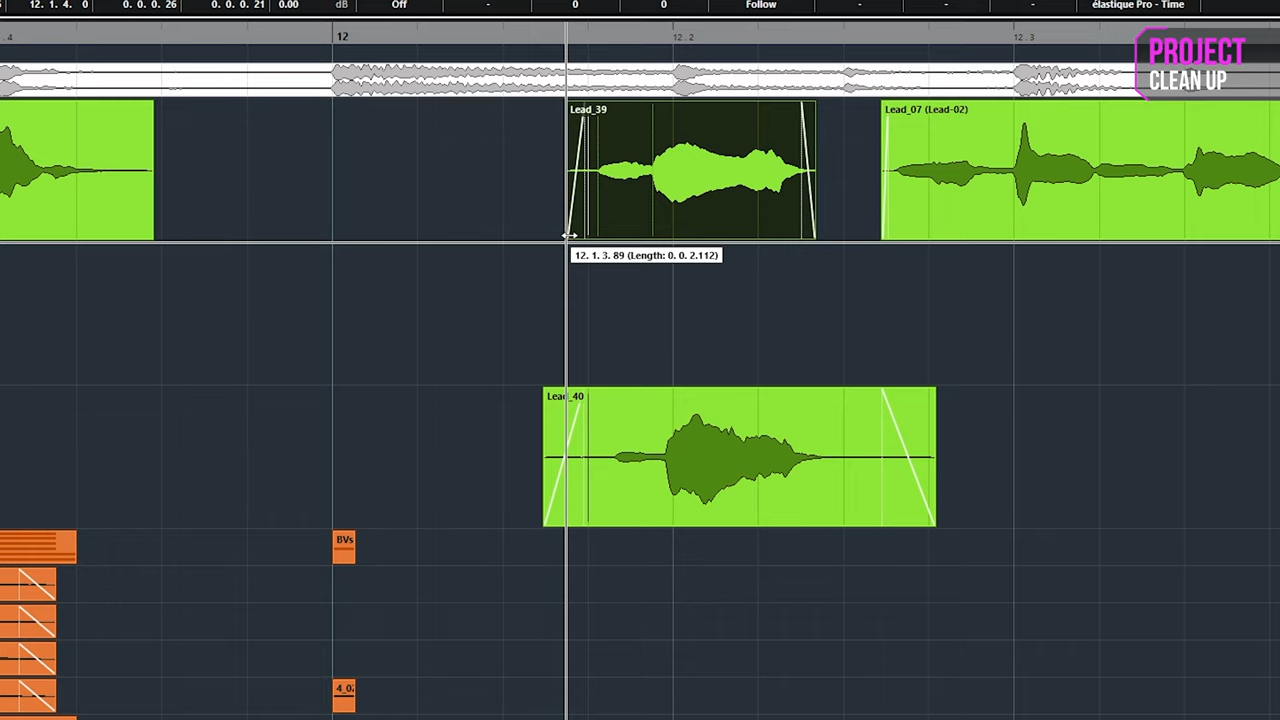 12. 1. 4. 0 0. 0. 0. 26 0. 0. 0. 21 0.00 dB Off - 0 0 Follow - - - élastique Pro - Time
.4 12 12.2 12.3
PROJECT
CLEAN UP
Lead_39 Lead_07 (Lead-02)
12. 1. 3. 89 (Length: 0. 0. 2.112)
Lead_40
BVs